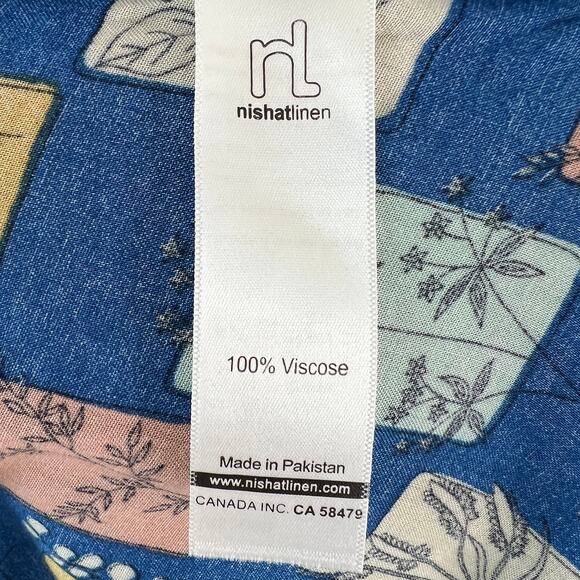 nl
nishatlinen
100% Viscose
Made in Pakistan
www.nishatlinen.com
CANADA INC. CA 58479